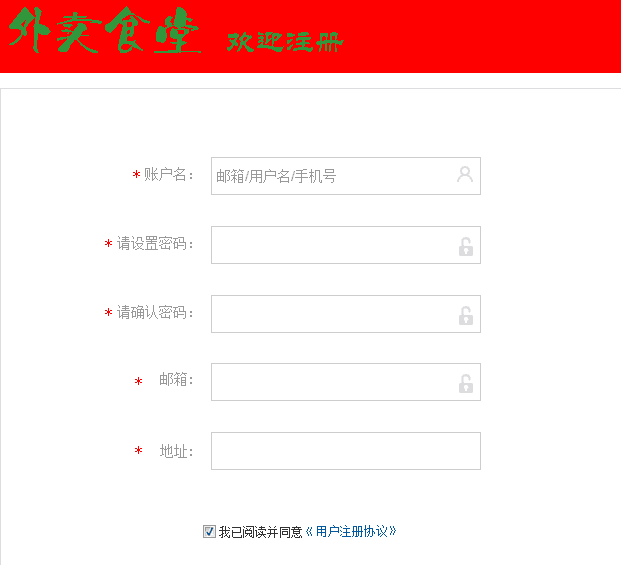 外卖食堂 欢迎注册
* 账户名： 邮箱/用户名/手机号
* 请设置密码：
* 请确认密码：
* 邮箱：
* 地址：
我已阅读并同意《用户注册协议》